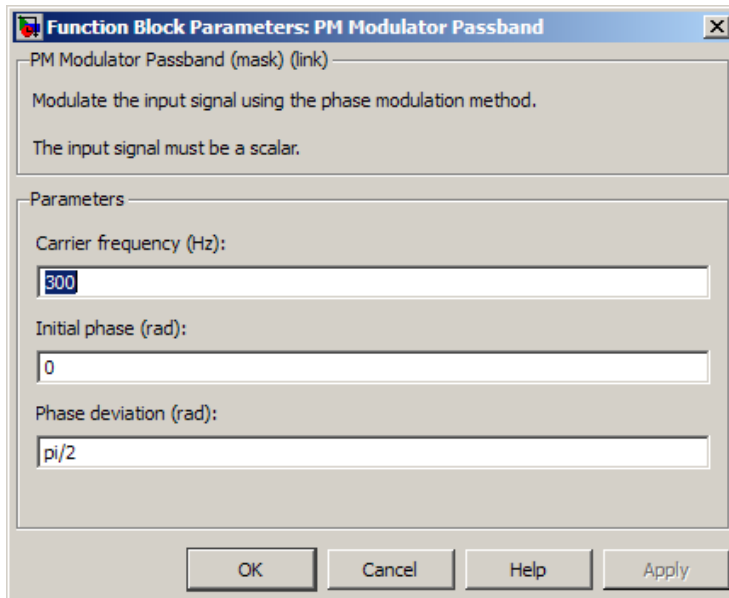 Function Block Parameters: PM Modulator Passband
PM Modulator Passband (mask) (link)
Modulate the input signal using the phase modulation method.
The input signal must be a scalar.
Parameters
Carrier frequency (Hz):
300
Initial phase (rad):
0
Phase deviation (rad):
pi/2
OK Cancel Help Apply